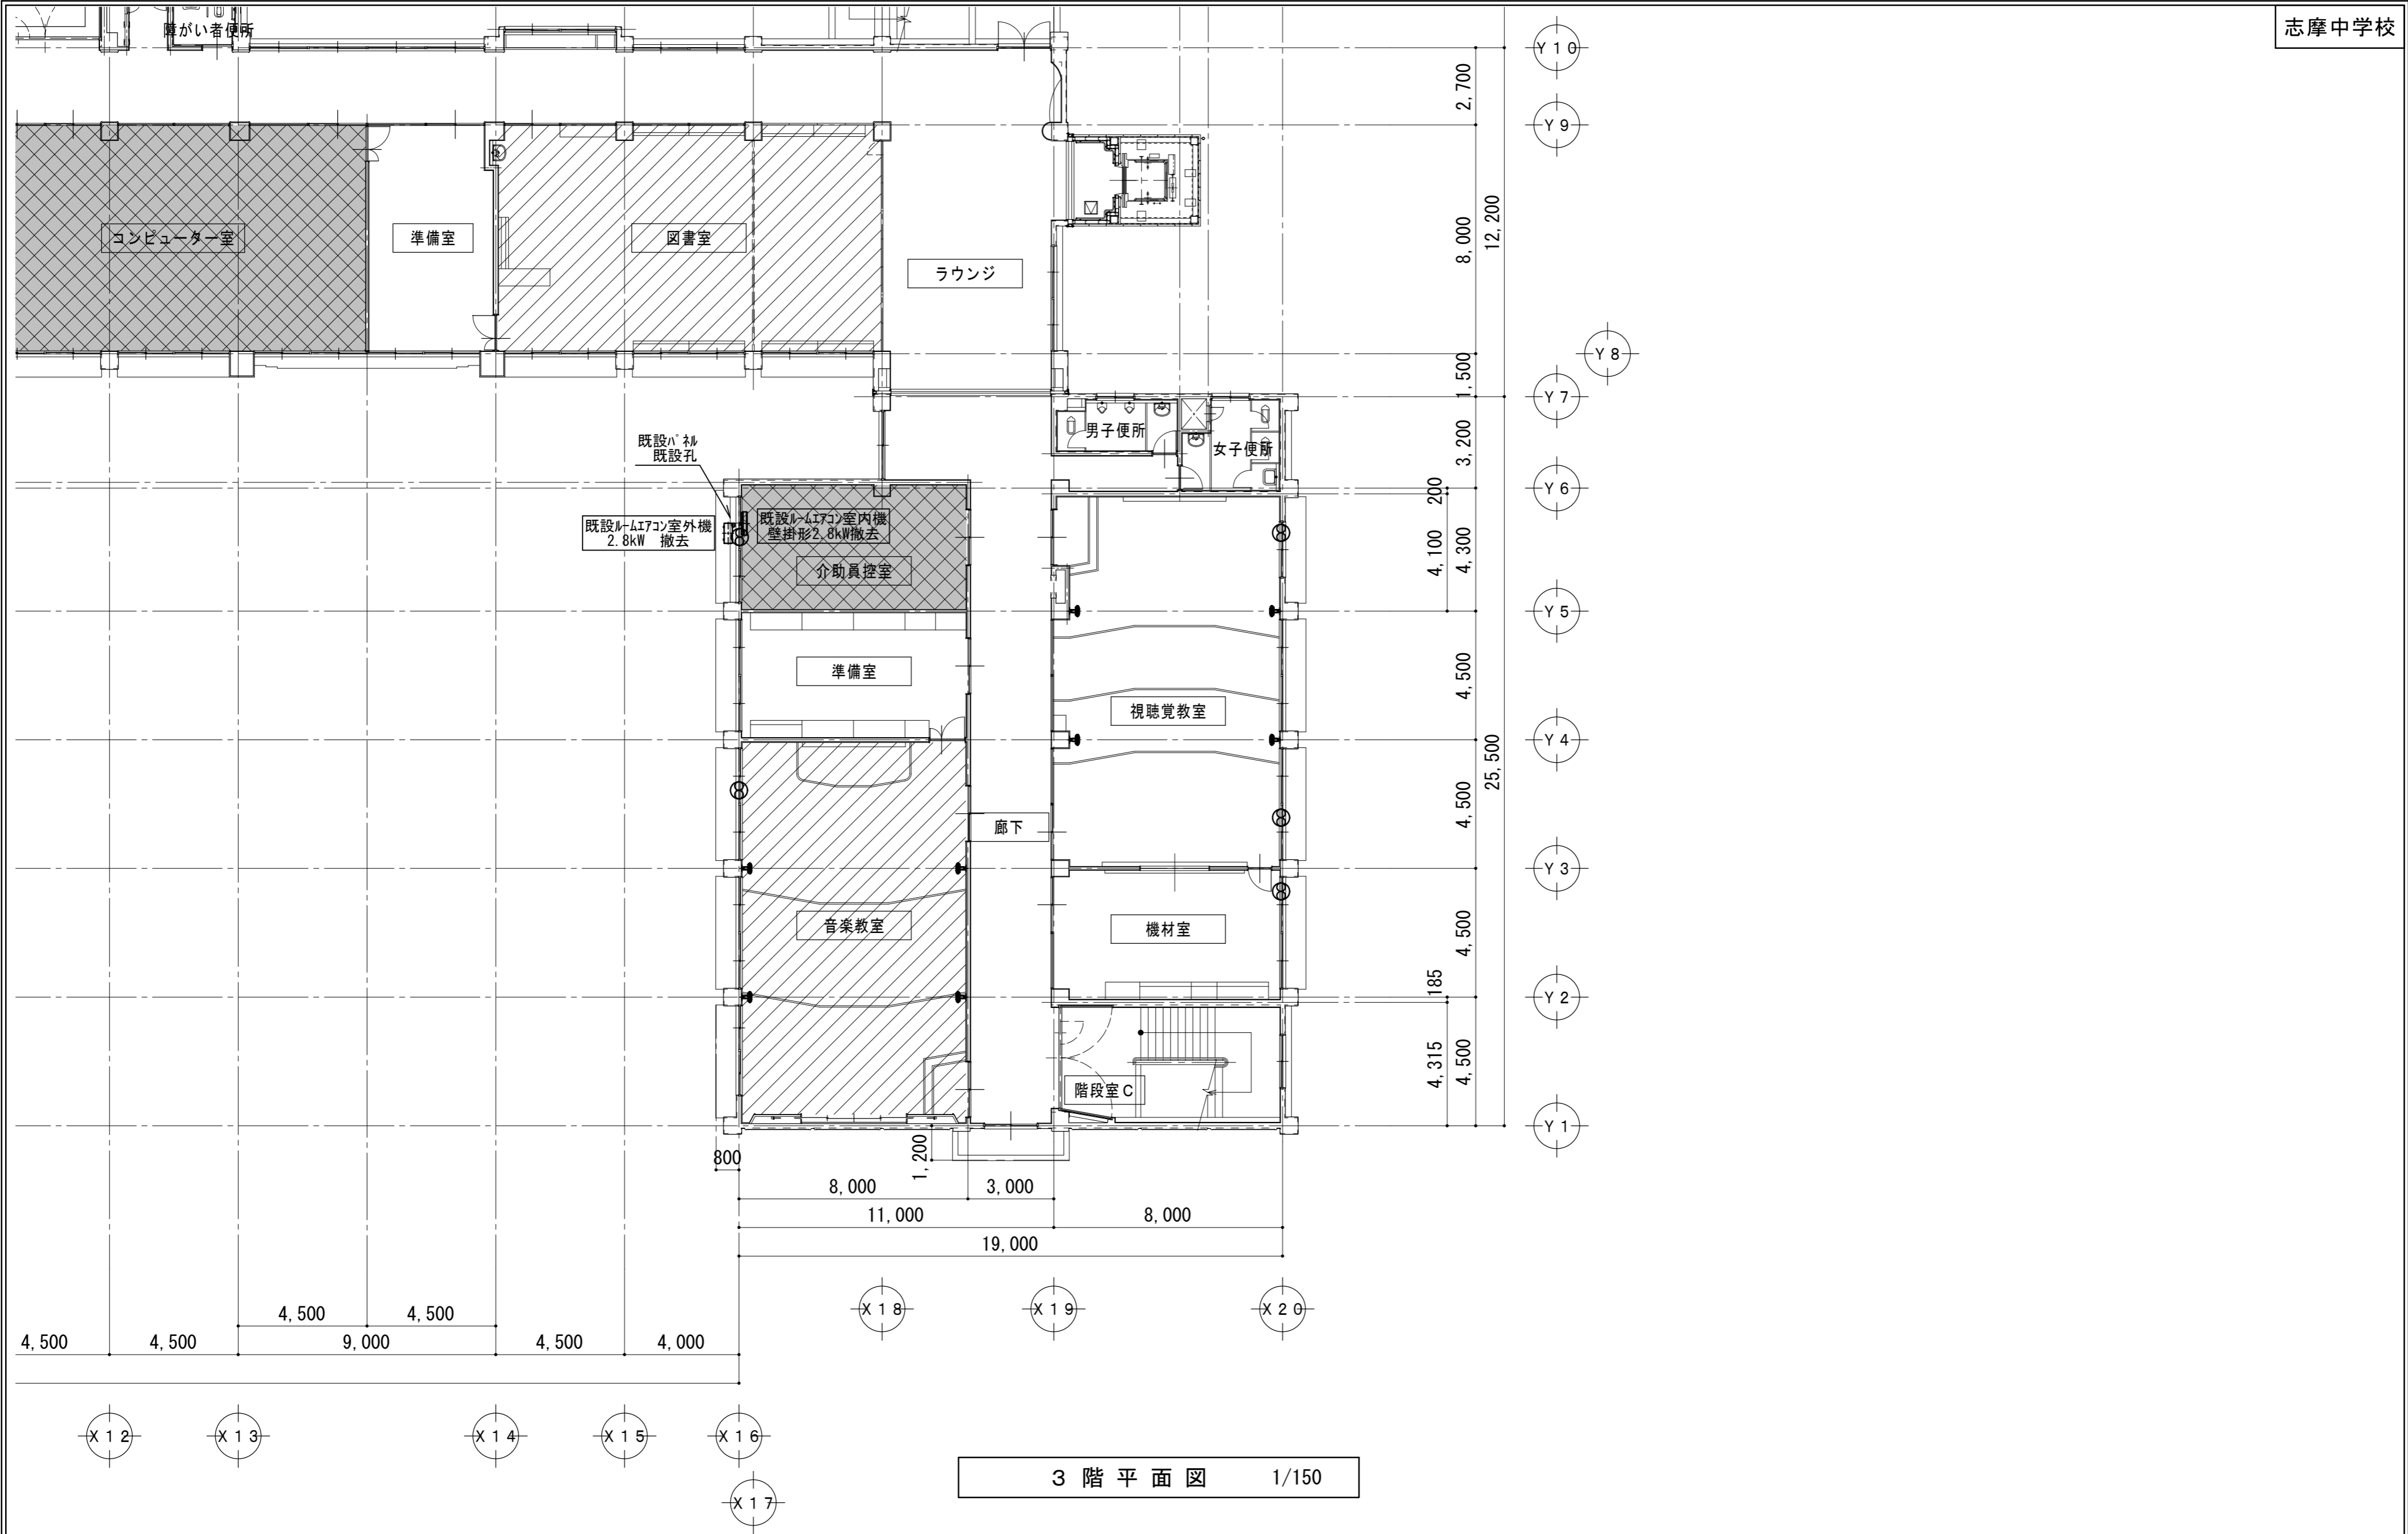 志摩中学校
障がい者便所
Y10
2,700
Y9
コンピューター室
準備室
図書室
ラウンジ
8,000
12,200
Y8
1,500
Y7
男子便所
女子便所
3,200
既設ﾊﾟﾈﾙ
既設孔
Y6
200
既設ﾙｰﾑｴｱｺﾝ室外機
2.8kW 撤去
既設ﾙｰﾑｴｱｺﾝ室内機
壁掛形2.8kW撤去
介助員控室
4,100
4,300
Y5
準備室
視聴覚教室
4,500
Y4
25,500
4,500
廊下
Y3
音楽教室
機材室
4,500
185
Y2
階段室C
4,315
4,500
Y1
800
1,200
8,000
3,000
11,000
8,000
19,000
X18
X19
X20
4,500
4,500
4,500
4,500
9,000
4,500
4,000
X12
X13
X14
X15
X16
X17
3階平面図 1/150